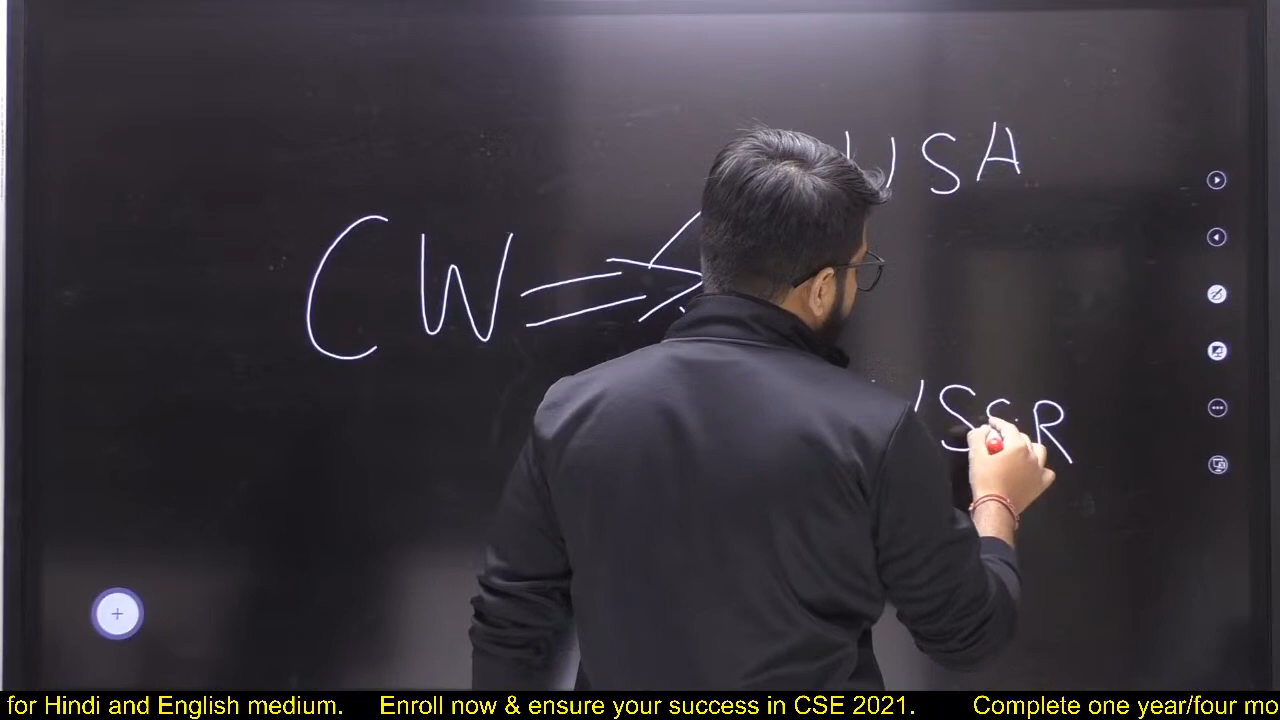 USA
CW
USSR
for Hindi and English medium. Enroll now & ensure your success in CSE 2021. Complete one year/four mo